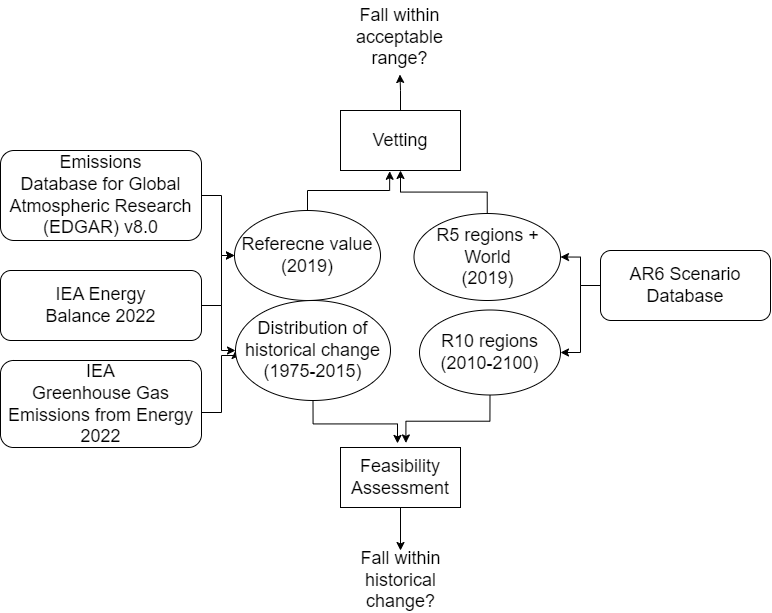 Fall within
acceptable
range?
Vetting
Emissions
Database for Global
Atmospheric Research
(EDGAR) v8.0
Referecne value
(2019)
R5 regions +
World
(2019)
AR6 Scenario
Database
IEA Energy
Balance 2022
Distribution of
historical change
(1975-2015)
R10 regions
(2010-2100)
IEA
Greenhouse Gas
Emissions from Energy
2022
Feasibility
Assessment
Fall within
historical
change?